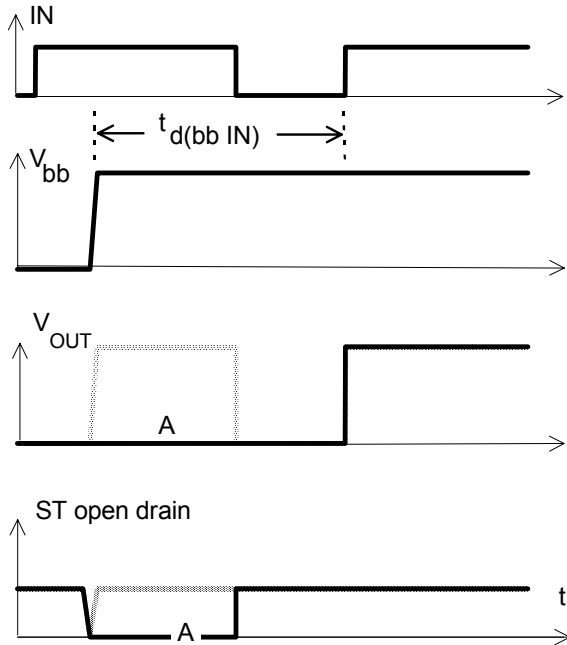 IN
t d(bb IN)
V bb
V OUT
A
ST open drain
t
A